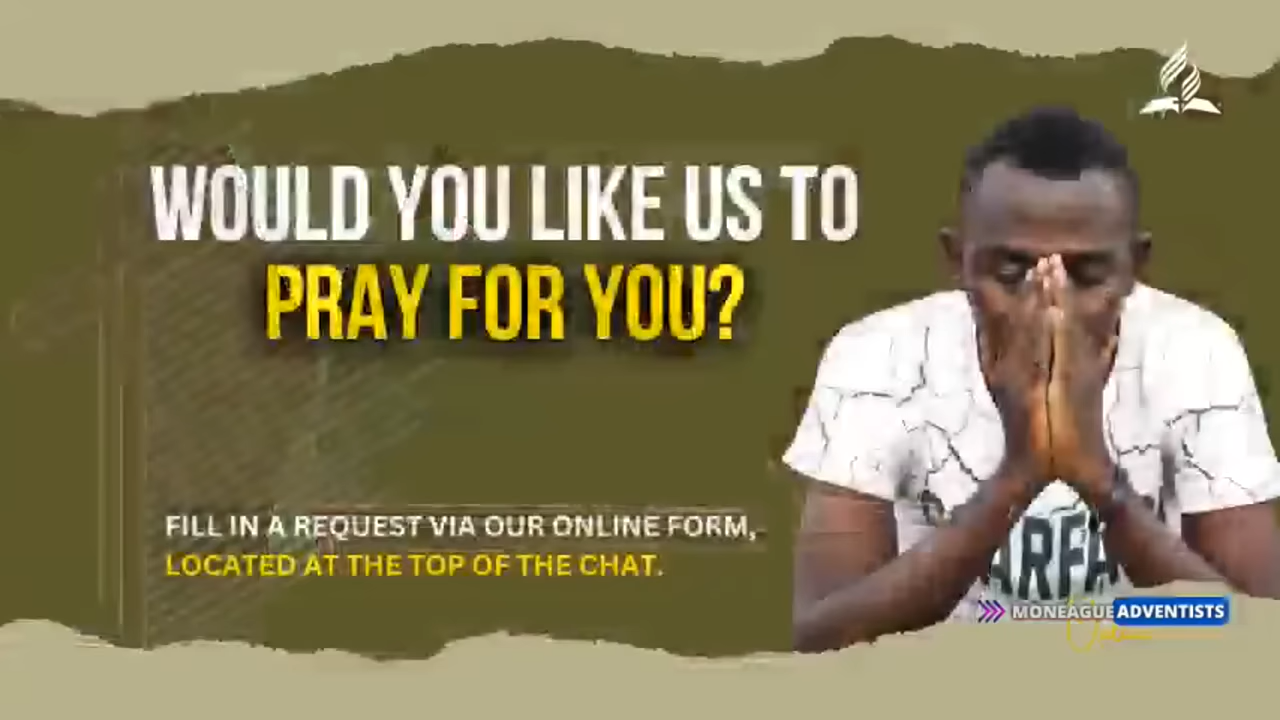 WOULD YOU LIKE US TO
PRAY FOR YOU?
FILL IN A REQUEST VIA OUR ONLINE FORM,
LOCATED AT THE TOP OF THE CHAT.
MONEAGUE ADVENTISTS